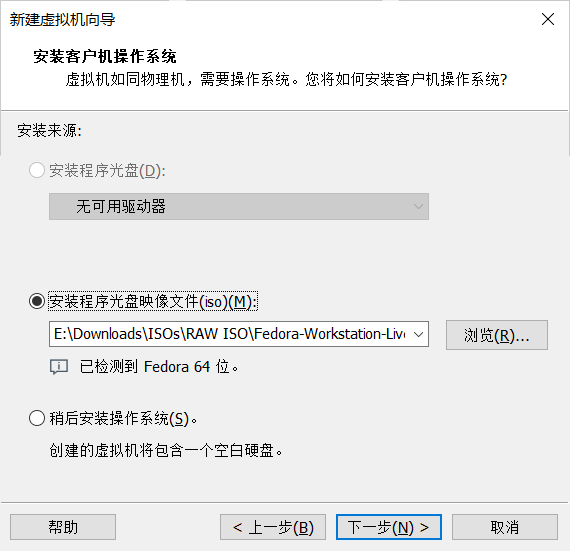 新建虚拟机向导
安装客户机操作系统
虚拟机如同物理机，需要操作系统。您将如何安装客户机操作系统?
安装来源:
安装程序光盘(D):
无可用驱动器
安装程序光盘映像文件(iso)(M):
E:\Downloads\ISOs\RAW ISO\Fedora-Workstation-Live
浏览(R)...
已检测到 Fedora 64 位。
稍后安装操作系统(S)。
创建的虚拟机将包含一个空白硬盘。
帮助
< 上一步(B)
下一步(N) >
取消